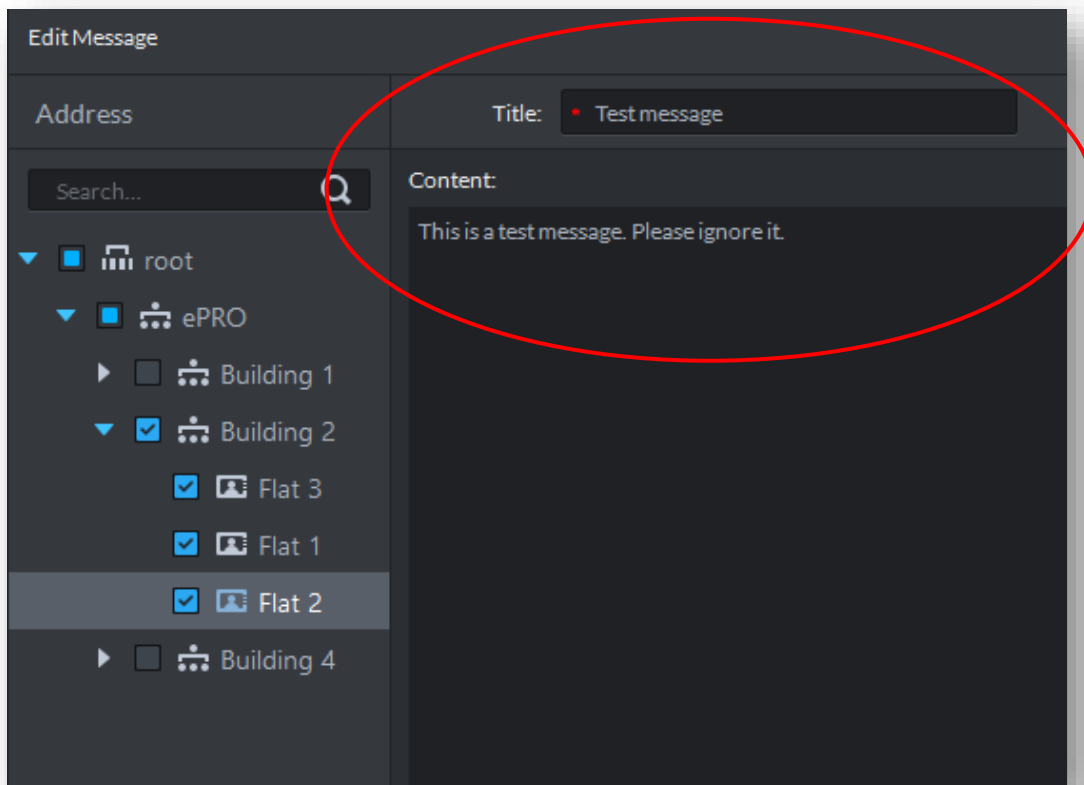 Edit Message
Address
Title: * Test message
Search...
Content:
This is a test message. Please ignore it.
root
ePRO
Building 1
Building 2
Flat 3
Flat 1
Flat 2
Building 4